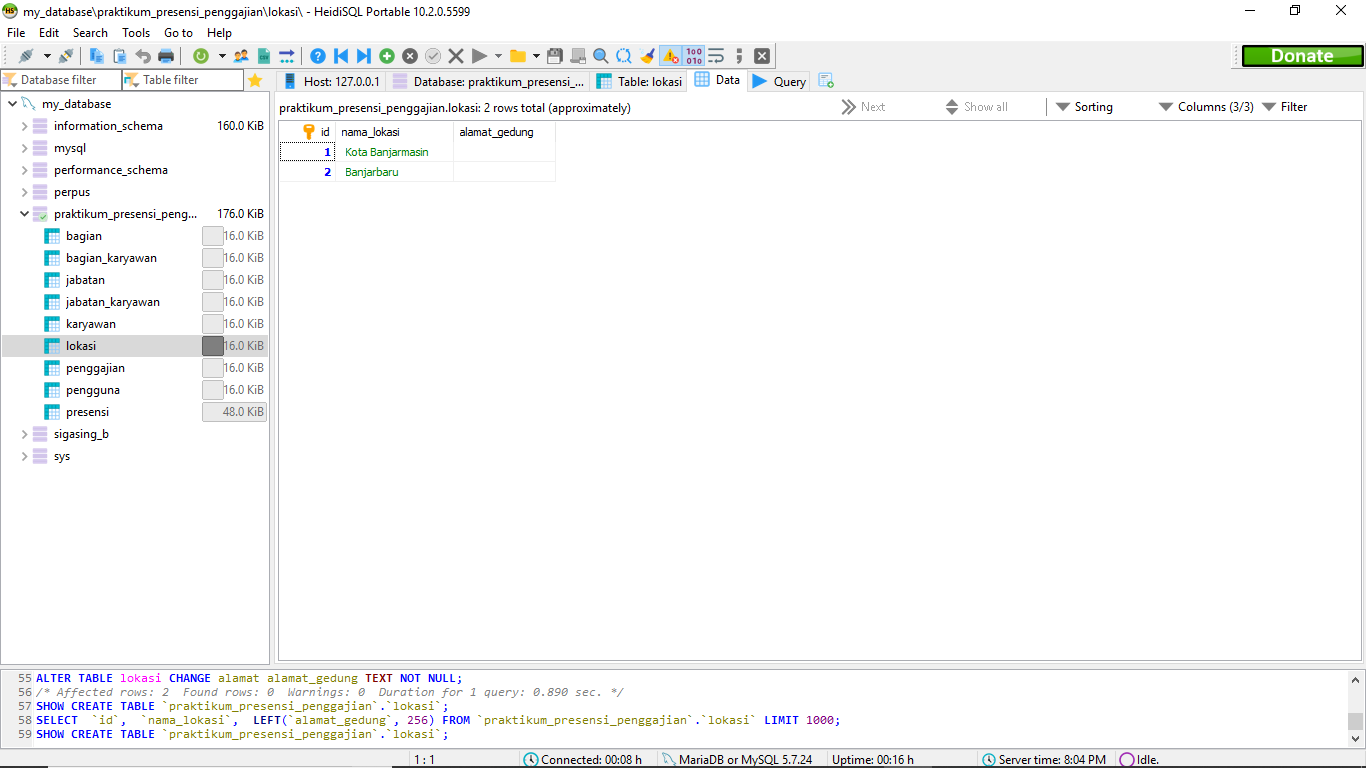 my_database\praktikum_presensi_penggajian\lokasi\ - HeidiSQL Portable 10.2.0.5599
File Edit Search Tools Go to Help
Donate
Database filter Table filter Host: 127.0.0.1 Database: praktikum_presensi_... Table: lokasi Data Query
my_database
information_schema 160.0 KiB
mysql
performance_schema
perpus
praktikum_presensi_peng... 176.0 KiB
bagian 16.0 KiB
bagian_karyawan 16.0 KiB
jabatan 16.0 KiB
jabatan_karyawan 16.0 KiB
karyawan 16.0 KiB
lokasi 16.0 KiB
penggajian 16.0 KiB
pengguna 16.0 KiB
presensi 48.0 KiB
sigasing_b
sys
praktikum_presensi_penggajian.lokasi: 2 rows total (approximately) Next Show all Sorting Columns (3/3) Filter
id nama_lokasi alamat_gedung
1 Kota Banjarmasin
2 Banjarbaru
55 ALTER TABLE lokasi CHANGE alamat alamat_gedung TEXT NOT NULL;
56 /* Affected rows: 2  Found rows: 0  Warnings: 0  Duration for 1 query: 0.890 sec. */
57 SHOW CREATE TABLE `praktikum_presensi_penggajian`.`lokasi`;
58 SELECT  `id`,  `nama_lokasi`,  LEFT(`alamat_gedung`, 256) FROM `praktikum_presensi_penggajian`.`lokasi` LIMIT 1000;
59 SHOW CREATE TABLE `praktikum_presensi_penggajian`.`lokasi`;
1 : 1 Connected: 00:08 h MariaDB or MySQL 5.7.24 Uptime: 00:16 h Server time: 8:04 PM Idle.